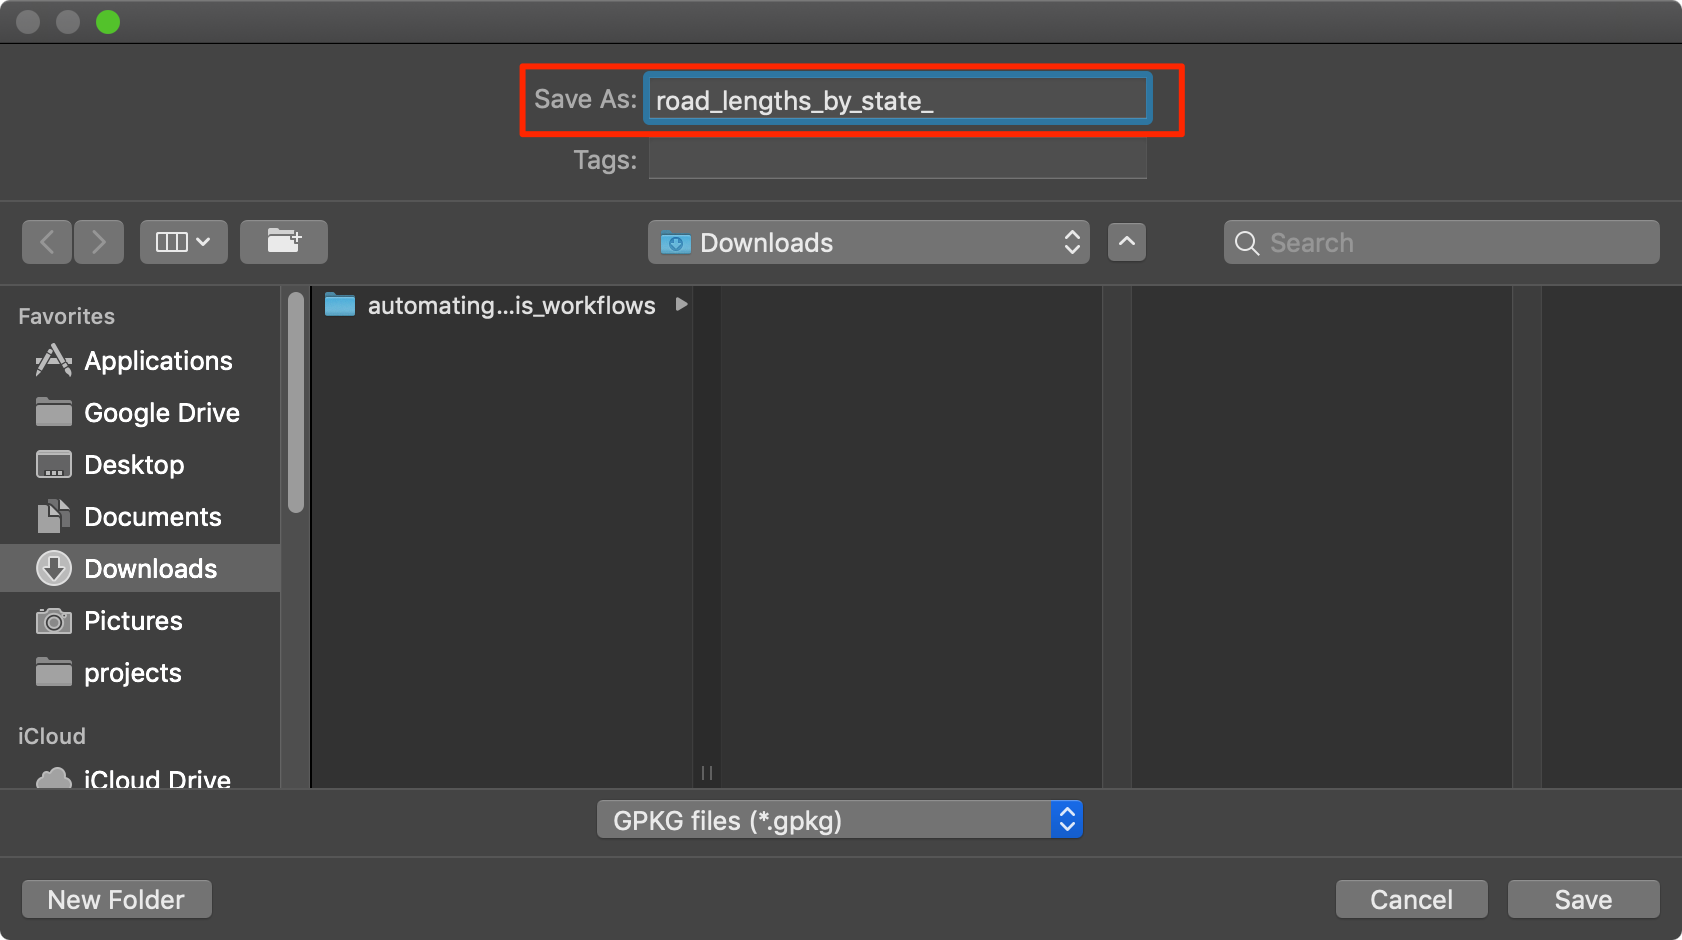 Save As: road_lengths_by_state_
Tags:
Downloads
Search
Favorites
Applications
Google Drive
Desktop
Documents
Downloads
Pictures
projects
iCloud
iCloud Drive
automating...is_workflows
GPKG files (*.gpkg)
New Folder
Cancel
Save